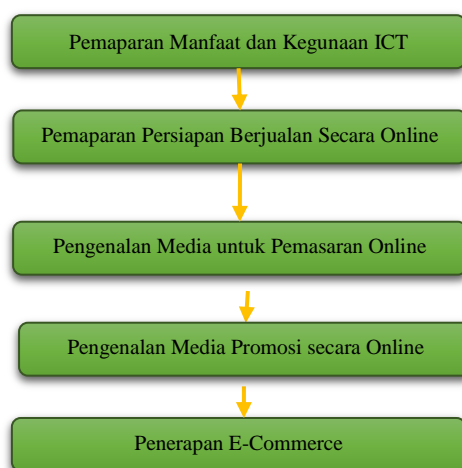 Pemaparan Manfaat dan Kegunaan ICT
Pemaparan Persiapan Berjualan Secara Online
Pengenalan Media untuk Pemasaran Online
Pengenalan Media Promosi secara Online
Penerapan E-Commerce